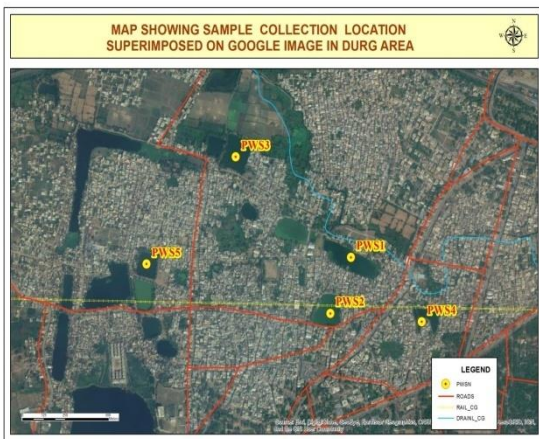 MAP SHOWING SAMPLE COLLECTION LOCATION
SUPERIMPOSED ON GOOGLE IMAGE IN DURG AREA
N
W
E
S
PWS3
PWS5
PWS1
PWS2
PWS4
LEGEND
PWSN
ROADS
RAIL_CG
DRAINL_CG